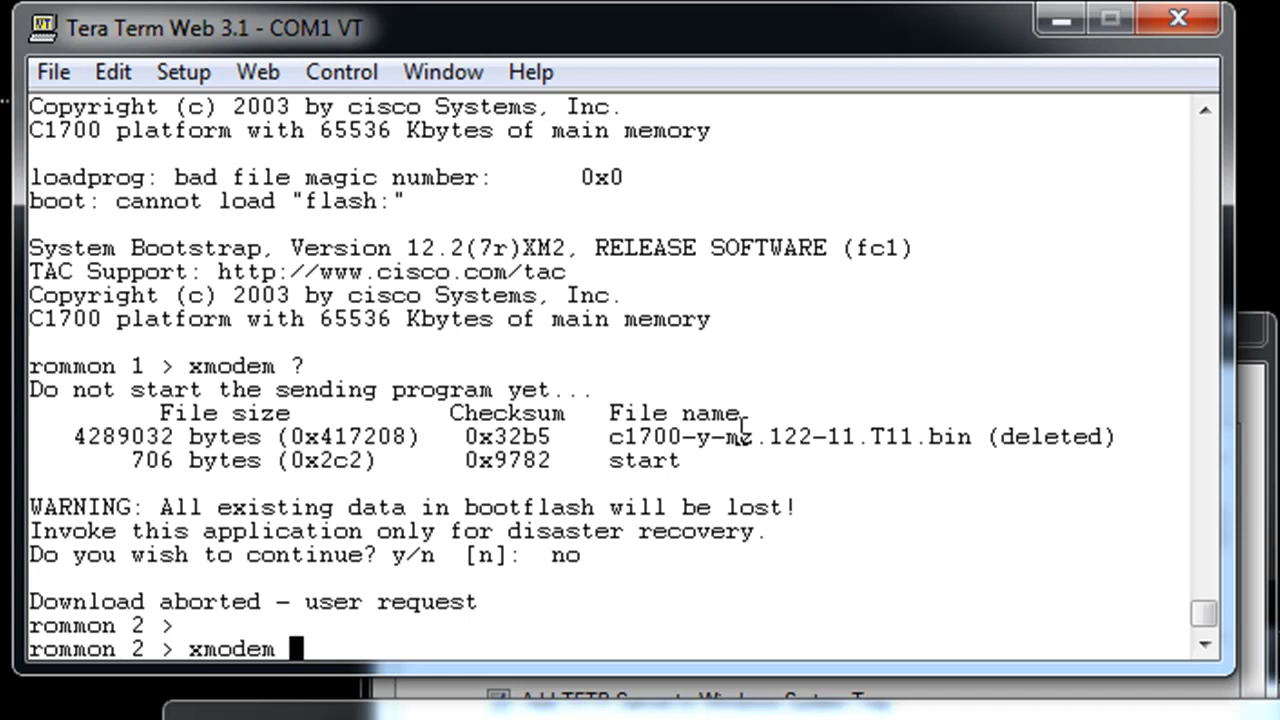 Tera Term Web 3.1 - COM1 VT
File Edit Setup Web Control Window Help
Copyright (c) 2003 by cisco Systems, Inc.
C1700 platform with 65536 Kbytes of main memory
loadprog: bad file magic number: 0x0
boot: cannot load "flash:"
System Bootstrap, Version 12.2(7r)XM2, RELEASE SOFTWARE (fc1)
TAC Support: http://www.cisco.com/tac
Copyright (c) 2003 by cisco Systems, Inc.
C1700 platform with 65536 Kbytes of main memory
rommon 1 > xmodem ?
Do not start the sending program yet...
File size Checksum File name
4289032 bytes (0x417208) 0x32b5 c1700-y-mz.122-11.T11.bin (deleted)
706 bytes (0x2c2) 0x9782 start
WARNING: All existing data in bootflash will be lost!
Invoke this application only for disaster recovery.
Do you wish to continue? y/n [n]: no
Download aborted - user request
rommon 2 >
rommon 2 > xmodem